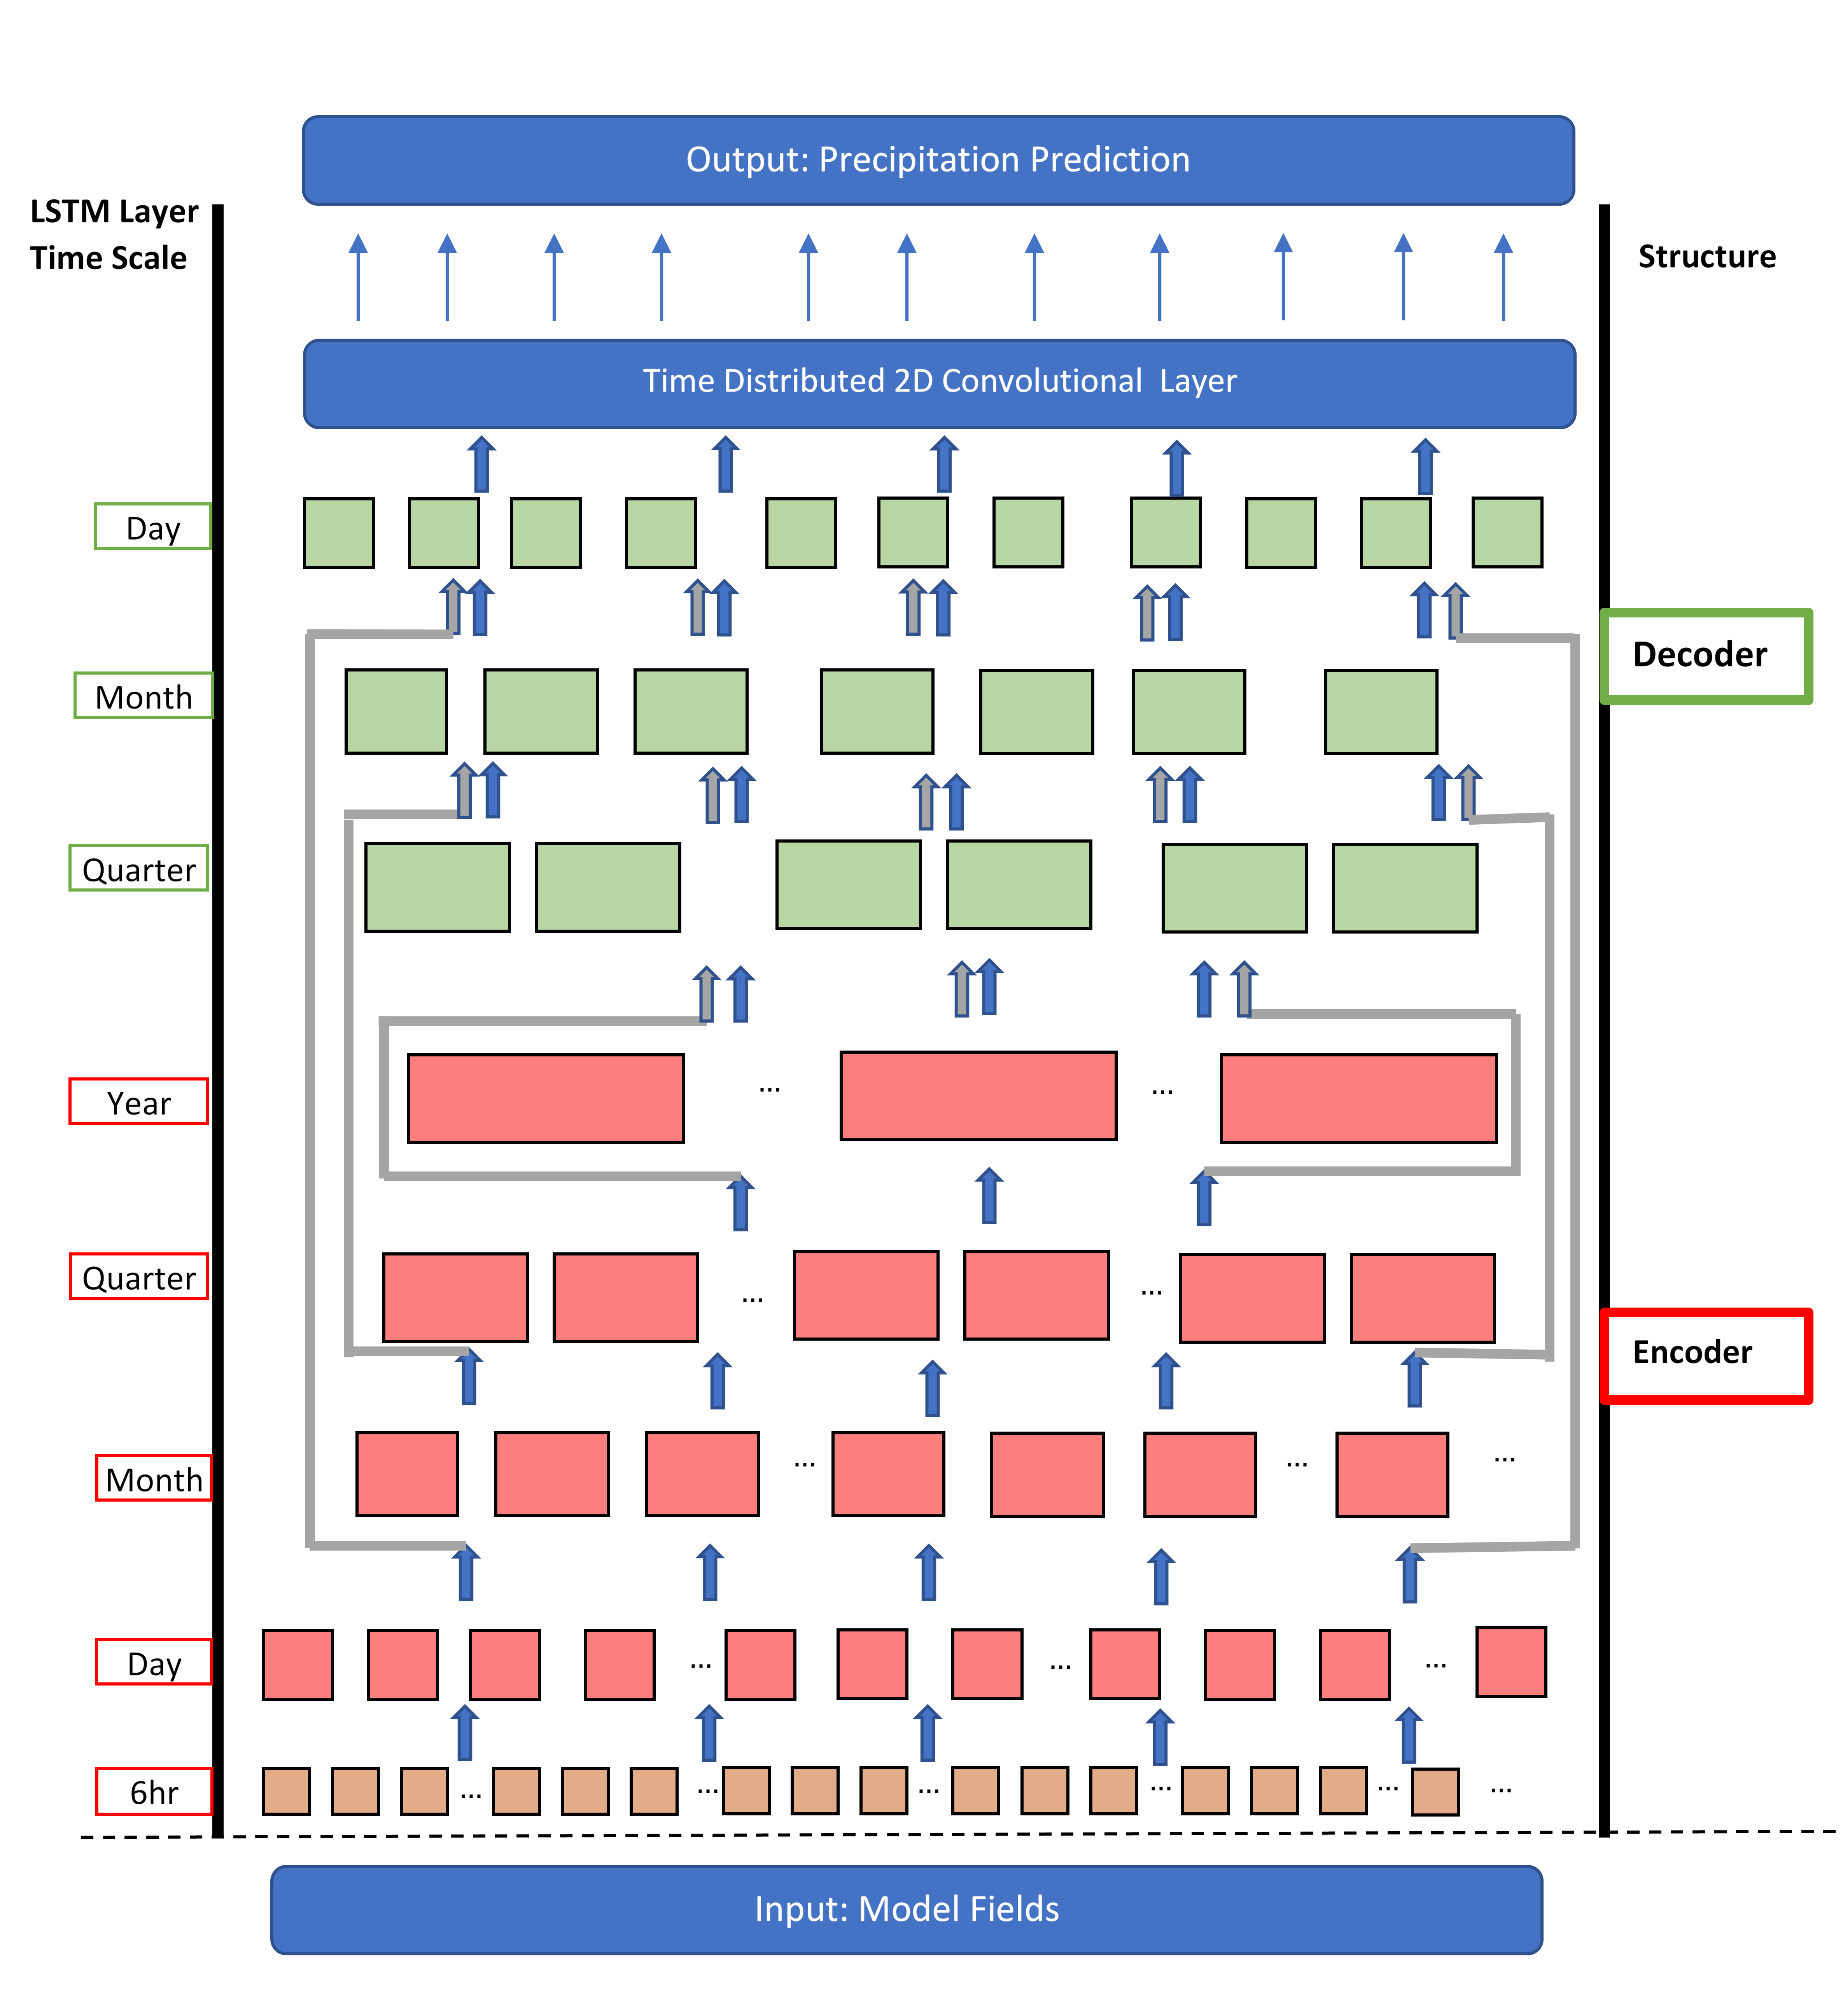 Output: Precipitation Prediction
LSTM Layer
Time Scale
Structure
Time Distributed 2D Convolutional Layer
Day
Decoder
Month
Quarter
Year
... ...
Quarter
... ...
Encoder
Month
... ... ...
Day
... ... ...
6hr
... ... ... ... ... ...
Input: Model Fields